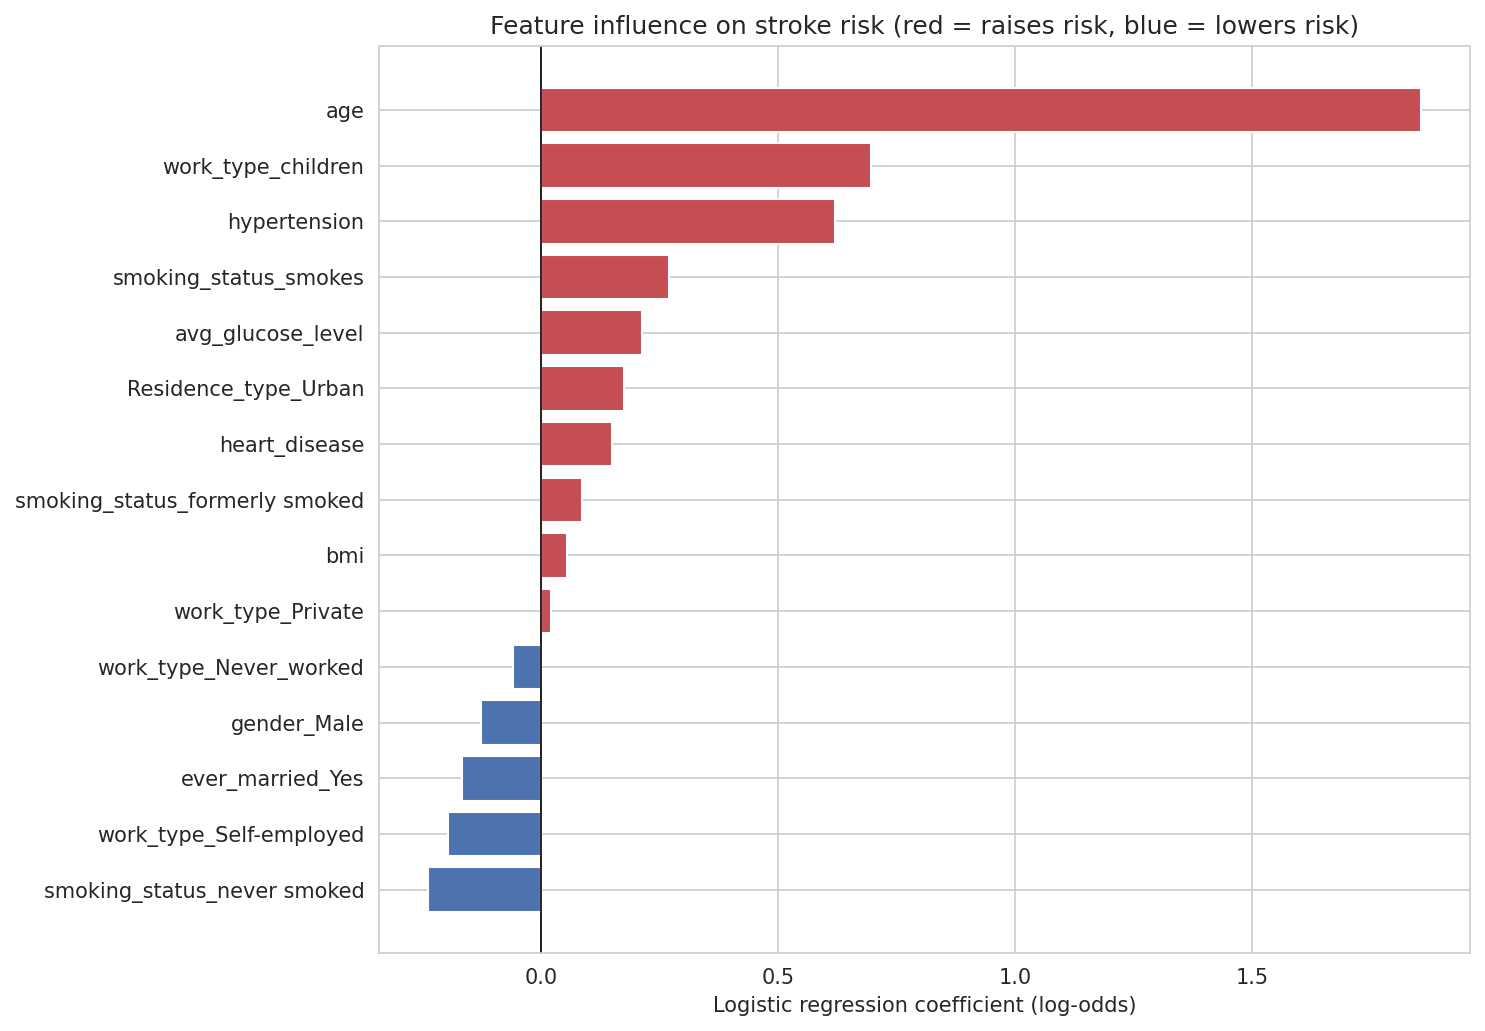 Feature influence on stroke risk (red = raises risk, blue = lowers risk)
age
work_type_children
hypertension
smoking_status_smokes
avg_glucose_level
Residence_type_Urban
heart_disease
smoking_status_formerly smoked
bmi
work_type_Private
work_type_Never_worked
gender_Male
ever_married_Yes
work_type_Self-employed
smoking_status_never smoked
0.0 0.5 1.0 1.5
Logistic regression coefficient (log-odds)